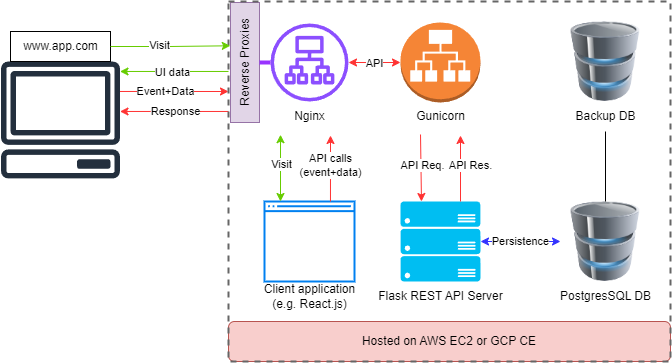 www.app.com
Visit
UI data
Event+Data
Response
Reverse Proxies
Nginx
API
Gunicorn
Backup DB
Visit
API calls
(event+data)
API Req.
API Res.
Client application
(e.g. React.js)
Flask REST API Server
Persistence
PostgresSQL DB
Hosted on AWS EC2 or GCP CE